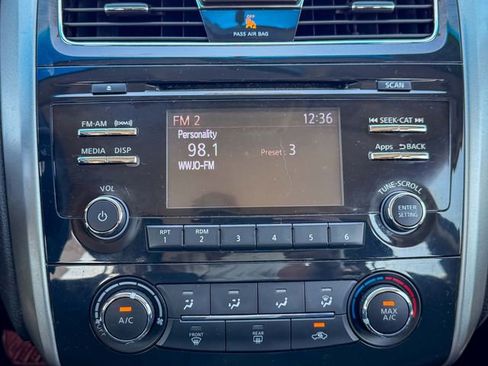 OFF
PASS AIR BAG
SCAN
FM 2 12:36
Personality
98.1 Preset : 3
WWJO-FM
FM·AM (XM)
SEEK·CAT
MEDIA DISP
Apps BACK
VOL
TUNE·SCROLL
ENTER
SETTING
RPT RDM
1 2 3 4 5 6
A/C
MAX
A/C
FRONT REAR